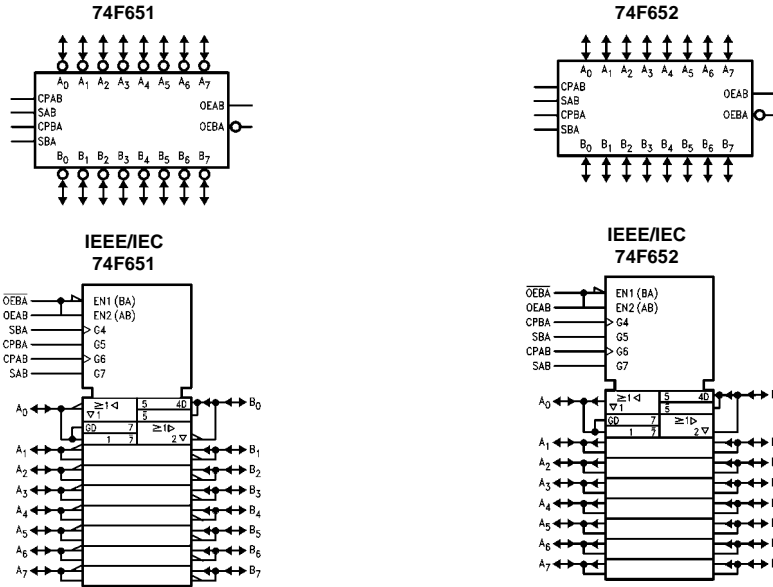 74F651
74F652
A0 A1 A2 A3 A4 A5 A6 A7
CPAB
SAB
CPBA
SBA
OEAB
OEBA
B0 B1 B2 B3 B4 B5 B6 B7
A0 A1 A2 A3 A4 A5 A6 A7
CPAB
SAB
CPBA
SBA
OEAB
OEBA
B0 B1 B2 B3 B4 B5 B6 B7
IEEE/IEC
74F651
IEEE/IEC
74F652
OEBA EN1 (BA)
OEAB EN2 (AB)
SBA G4
CPBA G5
CPAB G6
SAB G7
A0 ≥1 ◁ 5 4D B0
▽1 5
GD 7 ≥1▷
1 7 2▽
A1 B1
A2 B2
A3 B3
A4 B4
A5 B5
A6 B6
A7 B7
OEBA EN1 (BA)
OEAB EN2 (AB)
CPBA G4
SBA G5
CPAB G6
SAB G7
A0 ≥1 ◁ 5 4D
▽1 5
GD 7 ≥1▷
1 7 2▽
A1
A2
A3
A4
A5
A6
A7